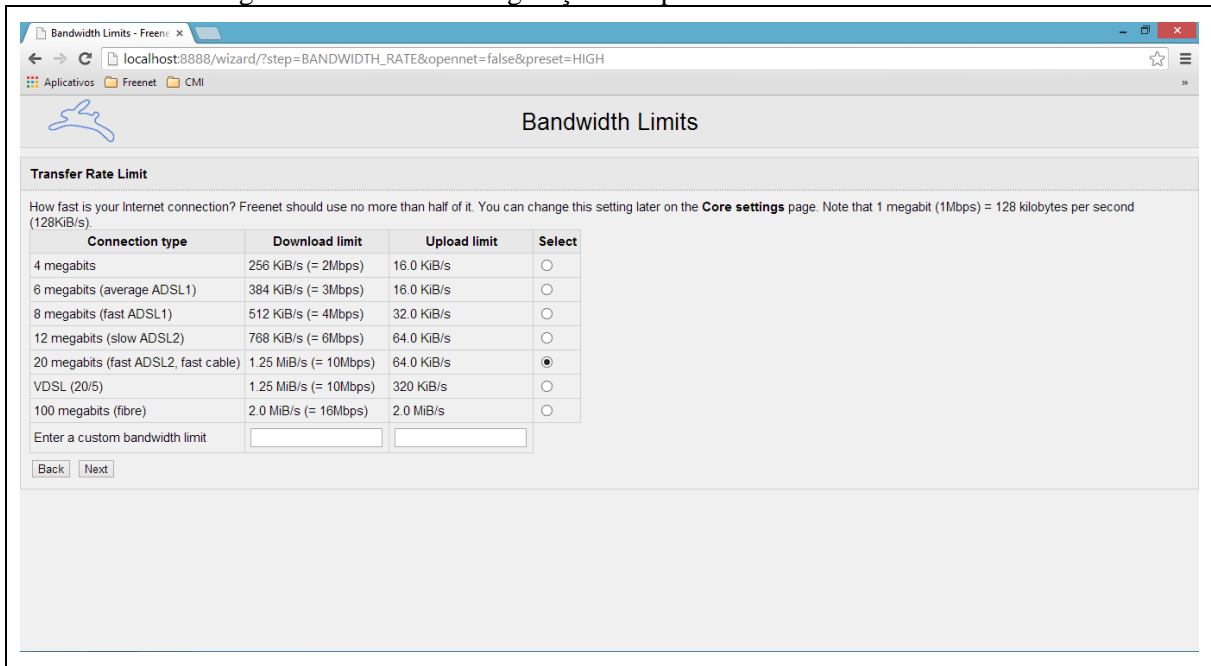 Bandwidth Limits - Freene
localhost:8888/wizard/?step=BANDWIDTH_RATE&opennet=false&preset=HIGH
Aplicativos Freenet CMI »
Bandwidth Limits
Transfer Rate Limit
How fast is your Internet connection? Freenet should use no more than half of it. You can change this setting later on the Core settings page. Note that 1 megabit (1Mbps) = 128 kilobytes per second
(128KiB/s).
Connection type Download limit Upload limit Select
4 megabits 256 KiB/s (= 2Mbps) 16.0 KiB/s
6 megabits (average ADSL1) 384 KiB/s (= 3Mbps) 16.0 KiB/s
8 megabits (fast ADSL1) 512 KiB/s (= 4Mbps) 32.0 KiB/s
12 megabits (slow ADSL2) 768 KiB/s (= 6Mbps) 64.0 KiB/s
20 megabits (fast ADSL2, fast cable) 1.25 MiB/s (= 10Mbps) 64.0 KiB/s
VDSL (20/5) 1.25 MiB/s (= 10Mbps) 320 KiB/s
100 megabits (fibre) 2.0 MiB/s (= 16Mbps) 2.0 MiB/s
Enter a custom bandwidth limit
Back Next